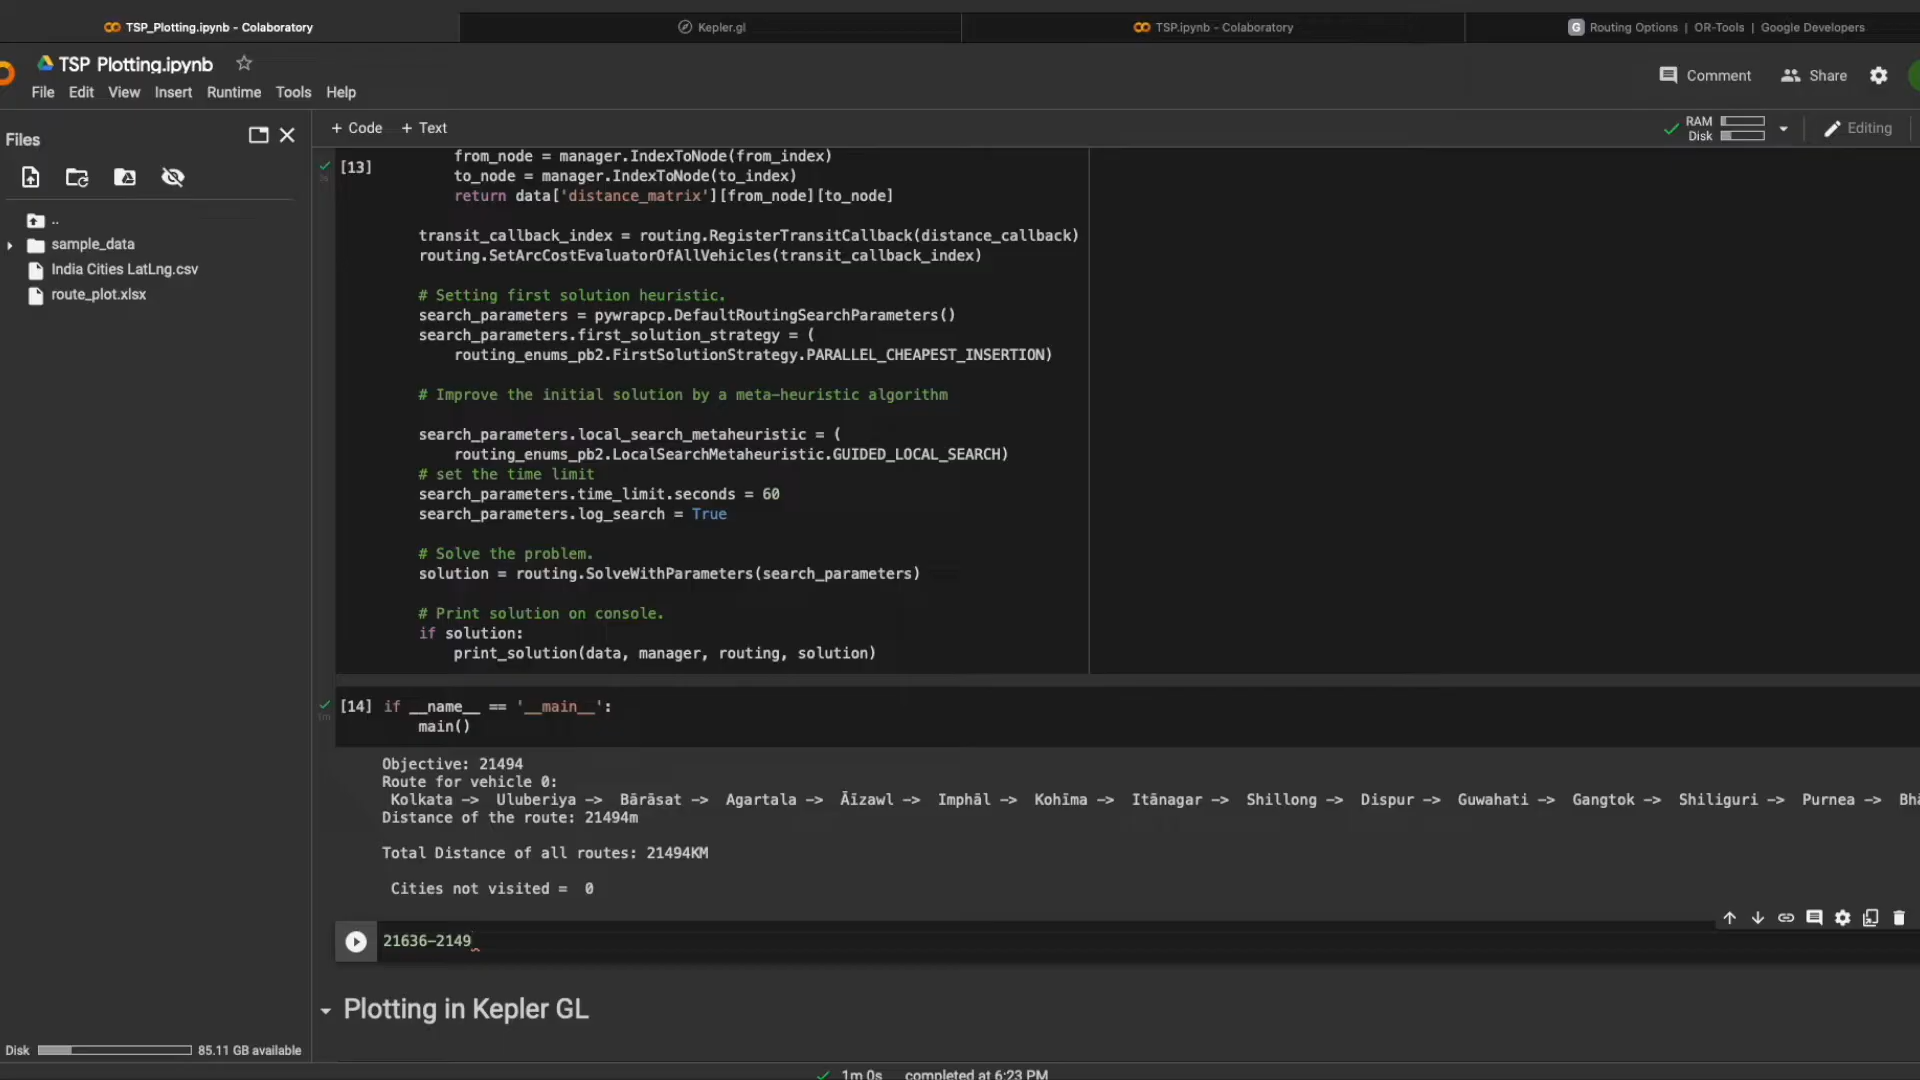 TSP_Plotting.ipynb - Colaboratory
Kepler.gl
TSP.ipynb - Colaboratory
Routing Options | OR-Tools | Google Developers
TSP Plotting.ipynb
Comment
Share
File Edit View Insert Runtime Tools Help
Files
+ Code + Text
RAM
Disk
Editing
..
sample_data
India Cities LatLng.csv
route_plot.xlsx
[13]
from_node = manager.IndexToNode(from_index)
to_node = manager.IndexToNode(to_index)
return data['distance_matrix'][from_node][to_node]
transit_callback_index = routing.RegisterTransitCallback(distance_callback)
routing.SetArcCostEvaluatorOfAllVehicles(transit_callback_index)
# Setting first solution heuristic.
search_parameters = pywrapcp.DefaultRoutingSearchParameters()
search_parameters.first_solution_strategy = (
routing_enums_pb2.FirstSolutionStrategy.PARALLEL_CHEAPEST_INSERTION)
# Improve the initial solution by a meta-heuristic algorithm
search_parameters.local_search_metaheuristic = (
routing_enums_pb2.LocalSearchMetaheuristic.GUIDED_LOCAL_SEARCH)
# set the time limit
search_parameters.time_limit.seconds = 60
search_parameters.log_search = True
# Solve the problem.
solution = routing.SolveWithParameters(search_parameters)
# Print solution on console.
if solution:
print_solution(data, manager, routing, solution)
[14] if __name__ == '__main__':
main()
Objective: 21494
Route for vehicle 0:
Kolkata -> Uluberiya -> Bārāsat -> Agartala -> Āīzawl -> Imphāl -> Kohīma -> Itānagar -> Shillong -> Dispur -> Guwahati -> Gangtok -> Shiliguri -> Purnea -> Bhā
Distance of the route: 21494m
Total Distance of all routes: 21494KM
Cities not visited = 0
21636-2149
Plotting in Kepler GL
Disk 85.11 GB available
1m 0s completed at 6:23 PM